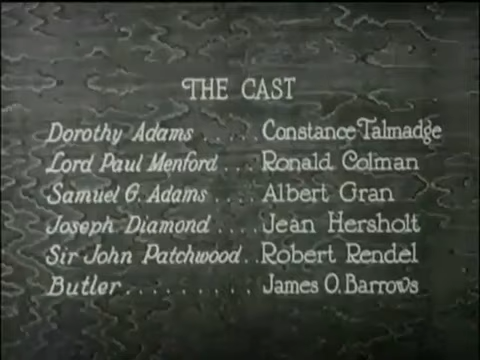 THE CAST
Dorothy Adams ..... Constance Talmadge
Lord Paul Menford ... Ronald Colman
Samuel G. Adams .... Albert Gran
Joseph Diamond .... Jean Hersholt
Sir John Patchwood.. Robert Rendel
Butler......... James O. Barrows